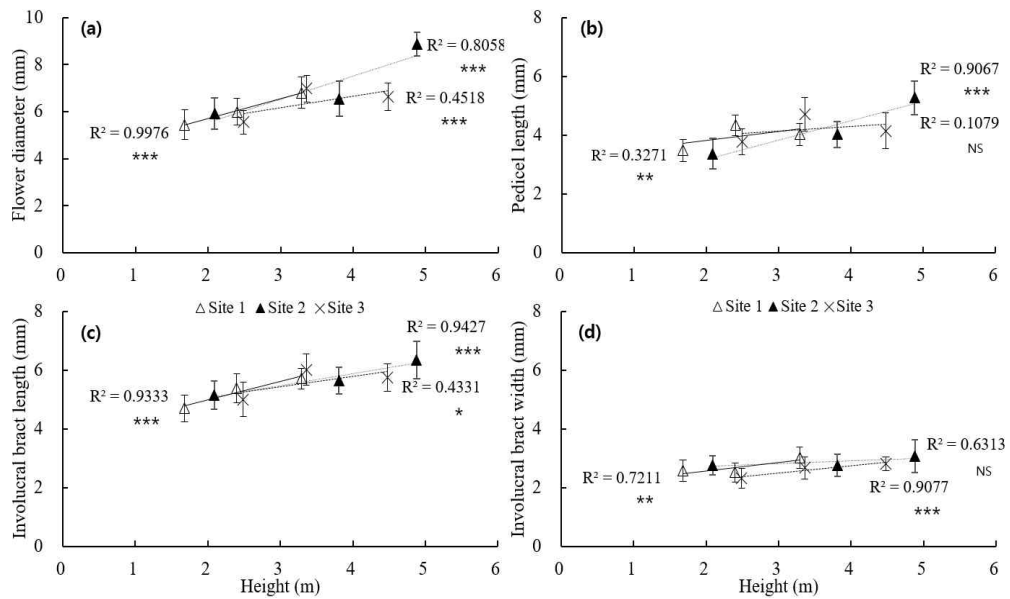 (a)
Flower diameter (mm)
10
8
6
4
2
0
R² = 0.8058
***
R² = 0.4518
***
R² = 0.9976
***
0 1 2 3 4 5 6
(b)
Pedicel length (mm)
8
6
4
2
0
R² = 0.9067
***
R² = 0.1079
NS
R² = 0.3271
**
0 1 2 3 4 5 6
△ Site 1 ▲ Site 2 × Site 3
△ Site 1 ▲ Site 2 × Site 3
(c)
Involucral bract length (mm)
8
6
4
2
0
R² = 0.9427
***
R² = 0.4331
*
R² = 0.9333
***
0 1 2 3 4 5 6
Height (m)
(d)
Involucral bract width (mm)
8
6
4
2
0
R² = 0.6313
NS
R² = 0.9077
***
R² = 0.7211
**
0 1 2 3 4 5 6
Height (m)